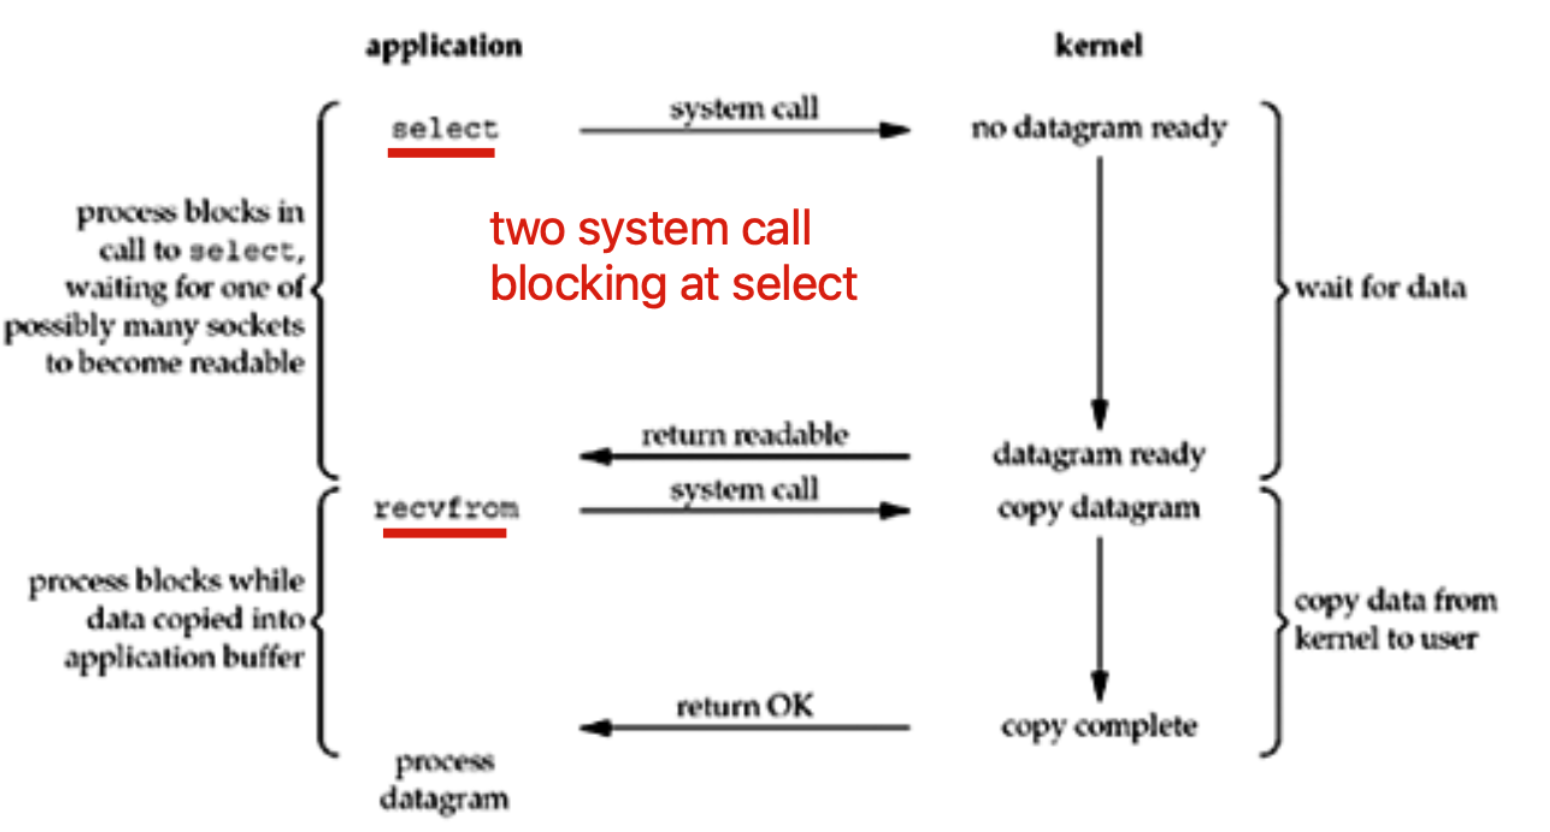 application
kernel
select
system call
no datagram ready
process blocks in
call to select,
waiting for one of
possibly many sockets
to become readable
two system call
blocking at select
wait for data
return readable
datagram ready
recvfrom
system call
copy datagram
process blocks while
data copied into
application buffer
copy data from
kernel to user
return OK
copy complete
process
datagram